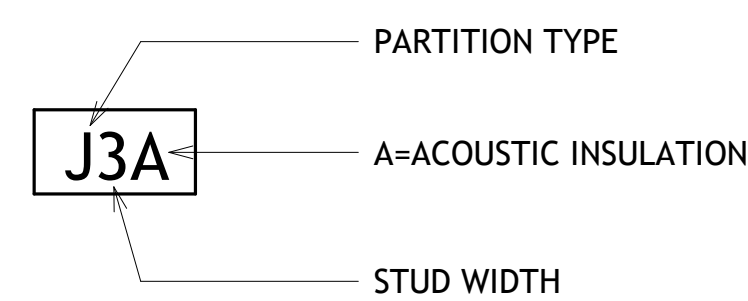 PARTITION TYPE
J3A
A=ACOUSTIC INSULATION
STUD WIDTH